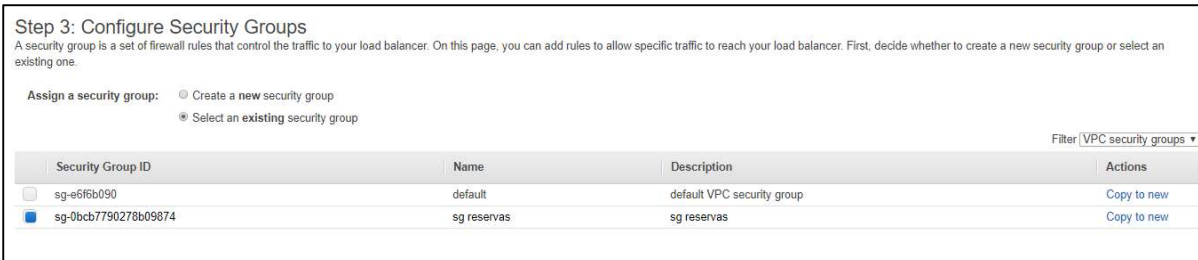 Step 3: Configure Security Groups
A security group is a set of firewall rules that control the traffic to your load balancer. On this page, you can add rules to allow specific traffic to reach your load balancer. First, decide whether to create a new security group or select an
existing one.
Assign a security group: Create a new security group
Select an existing security group
Filter VPC security groups
Security Group ID Name Description Actions
sg-e6f6b090 default default VPC security group Copy to new
sg-0bcb7790278b09874 sg reservas sg reservas Copy to new